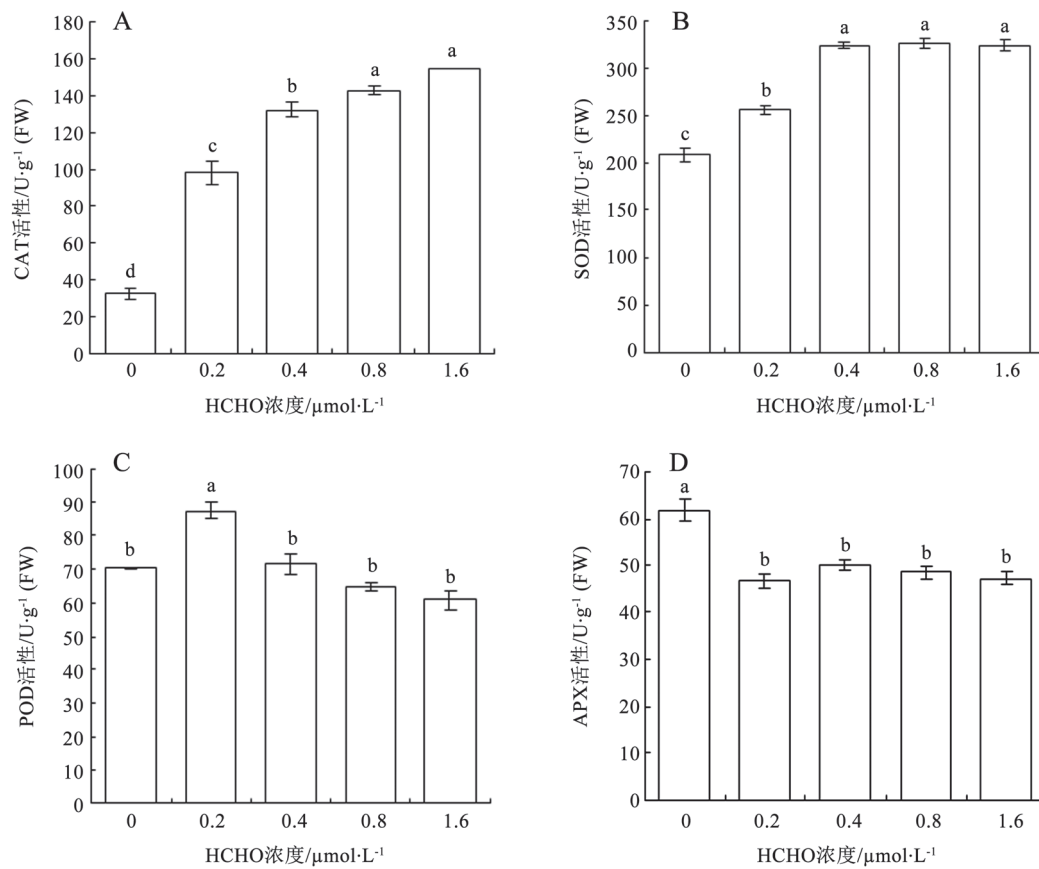 A
180
160
140
120
100
80
60
40
20
0
CAT活性/U·g⁻¹ (FW)
d
c
b
a
a
0 0.2 0.4 0.8 1.6
HCHO浓度/μmol·L⁻¹
B
350
300
350
250
200
150
100
50
0
SOD活性/U·g⁻¹ (FW)
c
b
a
a
a
0 0.2 0.4 0.8 1.6
HCHO浓度/μmol·L⁻¹
C
100
90
80
70
60
50
40
30
20
10
0
POD活性/U·g⁻¹ (FW)
b
a
b
b
b
0 0.2 0.4 0.8 1.6
HCHO浓度/μmol·L⁻¹
D
70
60
50
40
30
20
10
0
APX活性/U·g⁻¹ (FW)
a
b
b
b
b
0 0.2 0.4 0.8 1.6
HCHO浓度/μmol·L⁻¹